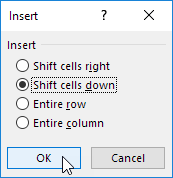 Insert
Insert
Shift cells right
Shift cells down
Entire row
Entire column
OK
Cancel